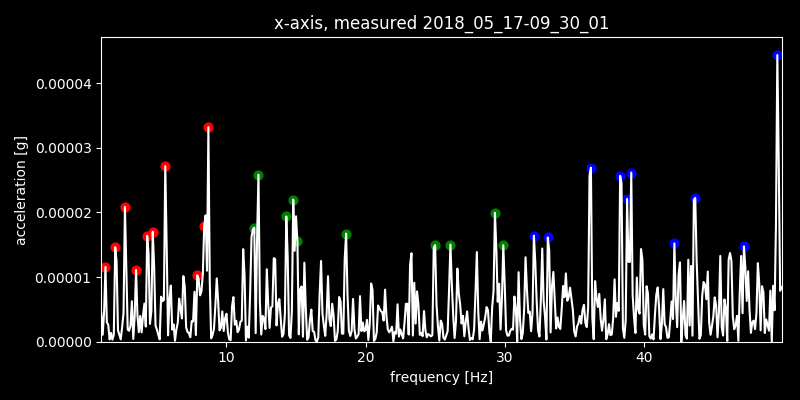 x-axis, measured 2018_05_17-09_30_01
acceleration [g]
0.00004
0.00003
0.00002
0.00001
0.00000
10 20 30 40
frequency [Hz]